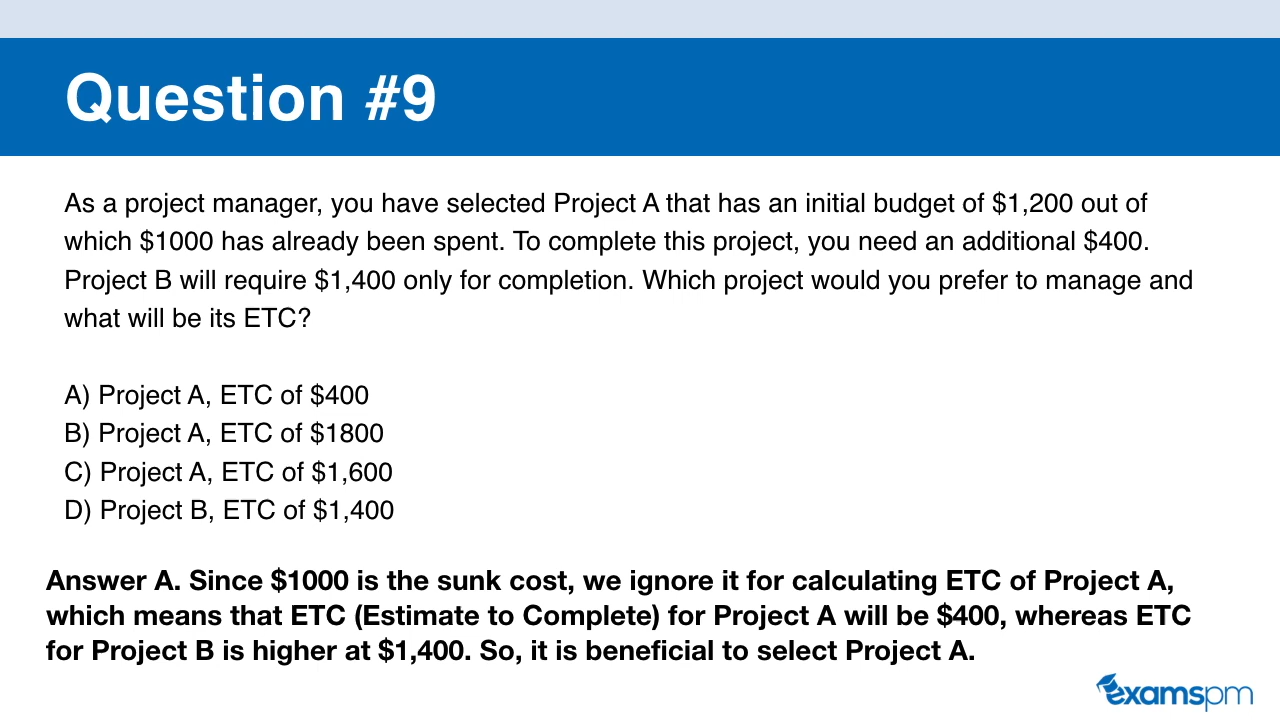 Question #9
As a project manager, you have selected Project A that has an initial budget of $1,200 out of
which $1000 has already been spent. To complete this project, you need an additional $400.
Project B will require $1,400 only for completion. Which project would you prefer to manage and
what will be its ETC?
A) Project A, ETC of $400
B) Project A, ETC of $1800
C) Project A, ETC of $1,600
D) Project B, ETC of $1,400
Answer A. Since $1000 is the sunk cost, we ignore it for calculating ETC of Project A,
which means that ETC (Estimate to Complete) for Project A will be $400, whereas ETC
for Project B is higher at $1,400. So, it is beneficial to select Project A.
examspm